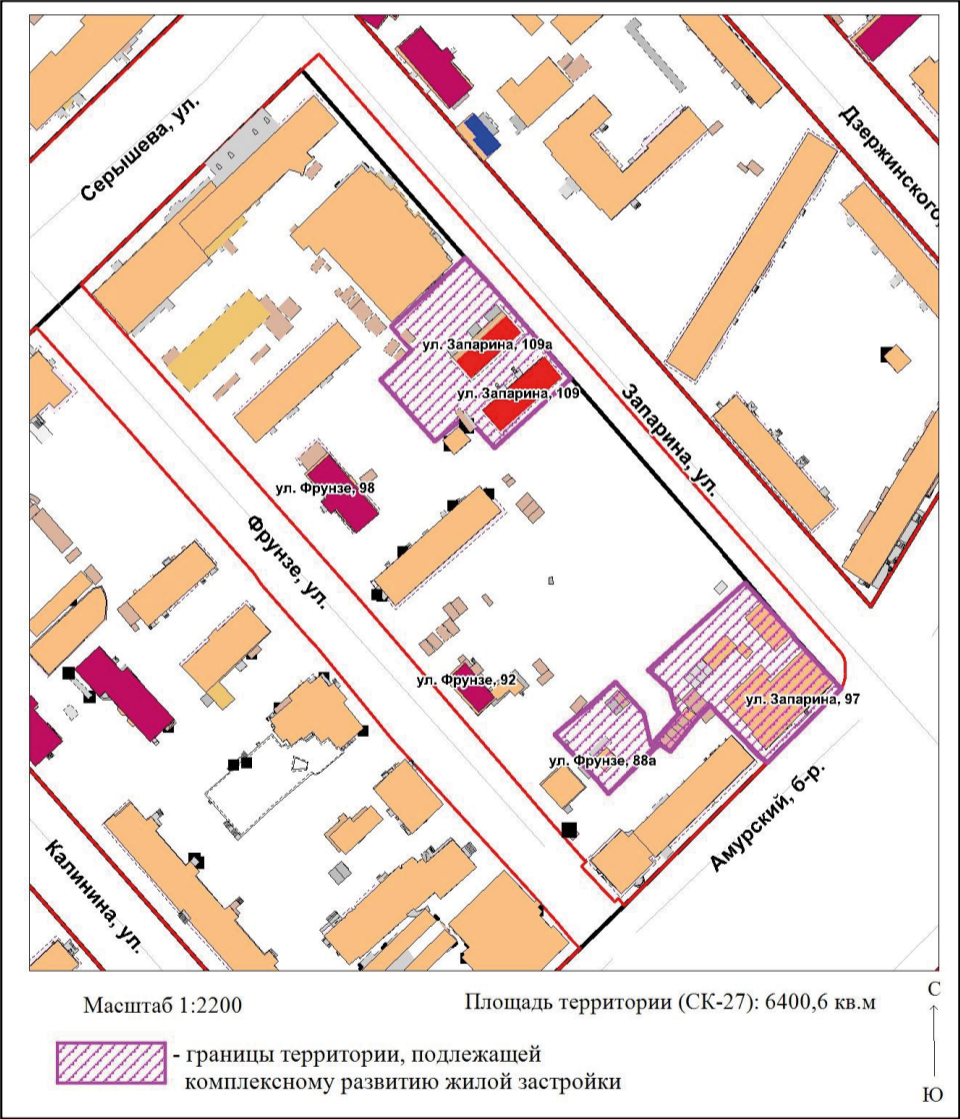 Серышева, ул.
Дзержинского
ул. Запарина, 109а
ул. Запарина, 109
Запарина, ул.
ул. Фрунзе, 98
Фрунзе, ул.
ул. Фрунзе, 92
ул. Запарина, 97
ул. Фрунзе, 88а
Амурский, б-р.
Калинина, ул.
Масштаб 1:2200
Площадь территории (СК-27): 6400,6 кв.м
С
- границы территории, подлежащей
комплексному развитию жилой застройки
Ю